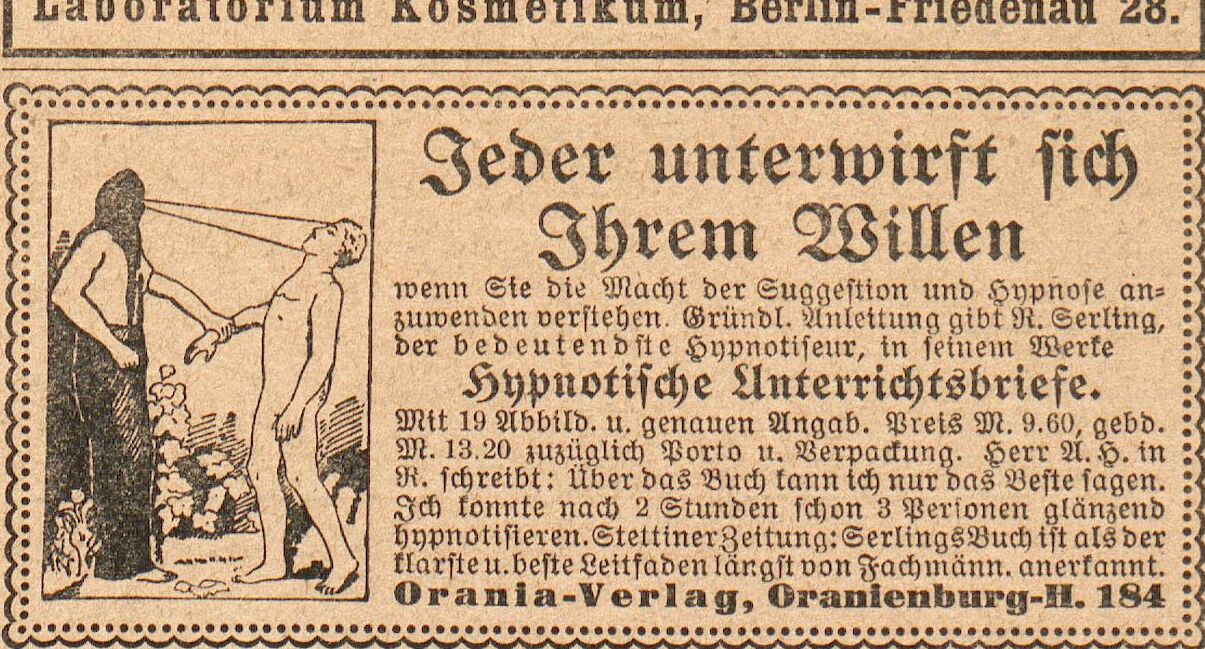 Laboratorium Kosmetikum, Berlin-Friedenau 28.
Jeder unterwirft sich
Ihrem Willen
wenn Sie die Macht der Suggestion und Hypnose an-
zuwenden verstehen. Gründl. Anleitung gibt R. Serling,
der bedeutendste Hypnotiseur, in seinem Werke
Hypnotische Unterrichtsbriefe.
Mit 19 Abbild. u. genauen Angab. Preis M. 9.60, gebd.
M. 13.20 zuzüglich Porto u. Verpackung. Herr A. H. in
R. schreibt: Über das Buch kann ich nur das Beste sagen.
Ich konnte nach 2 Stunden schon 3 Personen glänzend
hypnotisieren. Stettiner Zeitung: Serlings Buch ist als der
klarste u. beste Leitfaden längst von Fachmänn. anerkannt.
Orania-Verlag, Oranienburg-H. 184